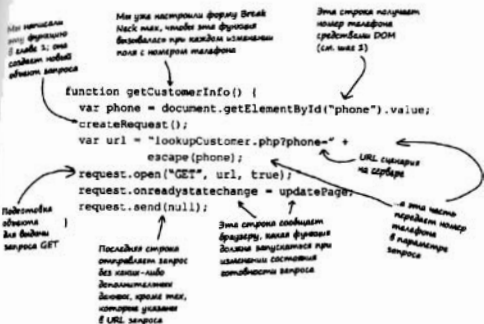 Мы написали
эту функцию
в главе 1; она
создает новый
объект запроса
Мы уже настроили форму Break
Neck так, чтобы эта функция
вызывалась при каждом изменении
поля с номером телефона
Эта строка получает
номер телефона
средствами DOM
(см. шаг 1)
function getCustomerInfo() {
var phone = document.getElementById("phone").value;
createRequest();
var url = "lookupCustomer.php?phone=" +
escape(phone);
request.open("GET", url, true);
request.onreadystatechange = updatePage;
request.send(null);
}
URL сценария
на сервере
...а эта часть
передает номер
телефона
в параметре
запроса
Подготовка
объекта
для выдачи
запроса GET
Последняя строка
отправляет запрос
без каких-либо
дополнительных
данных, кроме тех,
которые указаны
в URL запроса
Эта строка сообщает
браузеру, какая функция
должна запускаться при
изменении состояния
готовности запроса